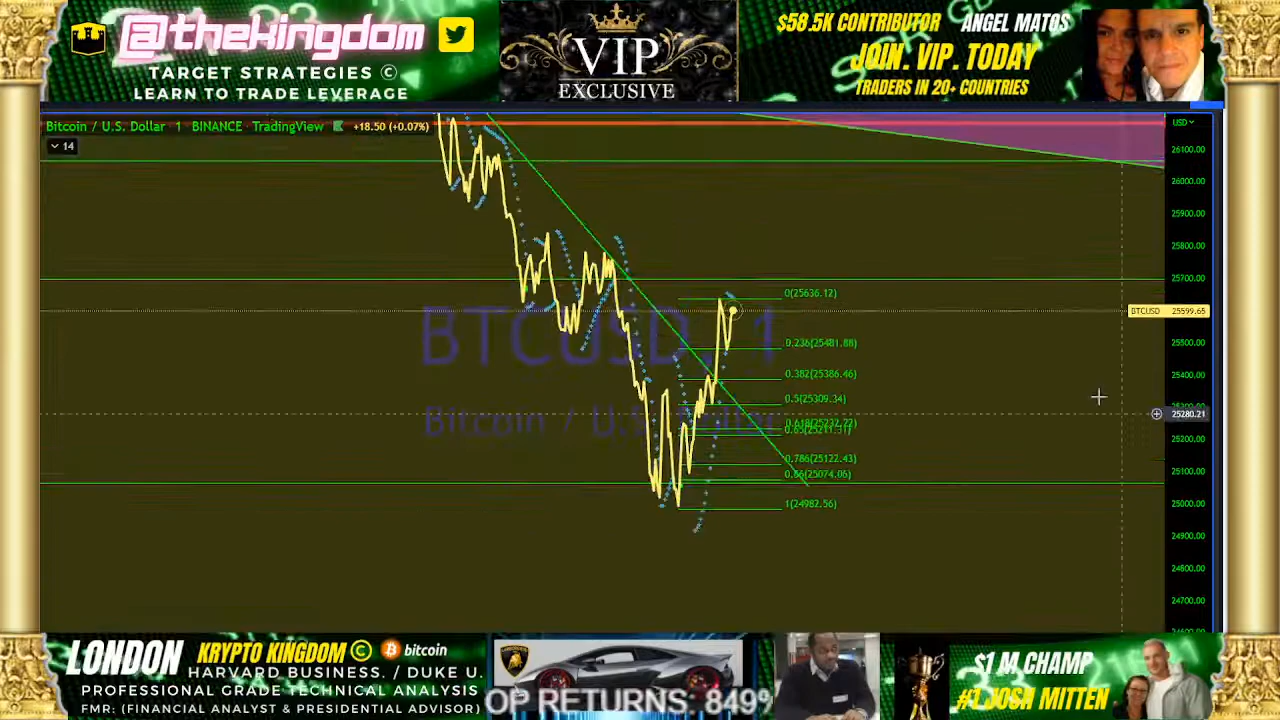 @thekingdom
TARGET STRATEGIES ©
LEARN TO TRADE LEVERAGE
VIP
EXCLUSIVE
$58.5K CONTRIBUTOR ANGEL MATOS
JOIN. VIP. TODAY
TRADERS IN 20+ COUNTRIES
Bitcoin / U.S. Dollar · 1 · BINANCE · TradingView +18.50 (+0.07%)
14
USD
26100.00
26000.00
25900.00
25800.00
25700.00
BTCUSD 25599.65
25500.00
25400.00
25280.21
25200.00
25100.00
25000.00
24900.00
24800.00
24700.00
BTCUSD, 1
Bitcoin / U.S. Dollar
0(25636.12)
0.236(25481.88)
0.382(25386.46)
0.5(25309.34)
0.786(25122.43)
1(24982.56)
LONDON KRYPTO KINGDOM © bitcoin
HARVARD BUSINESS. / DUKE U.
PROFESSIONAL GRADE TECHNICAL ANALYSIS
FMR: (FINANCIAL ANALYST & PRESIDENTIAL ADVISOR)
OP RETURNS: 849%
$1 M CHAMP
#1 JOSH MITTEN